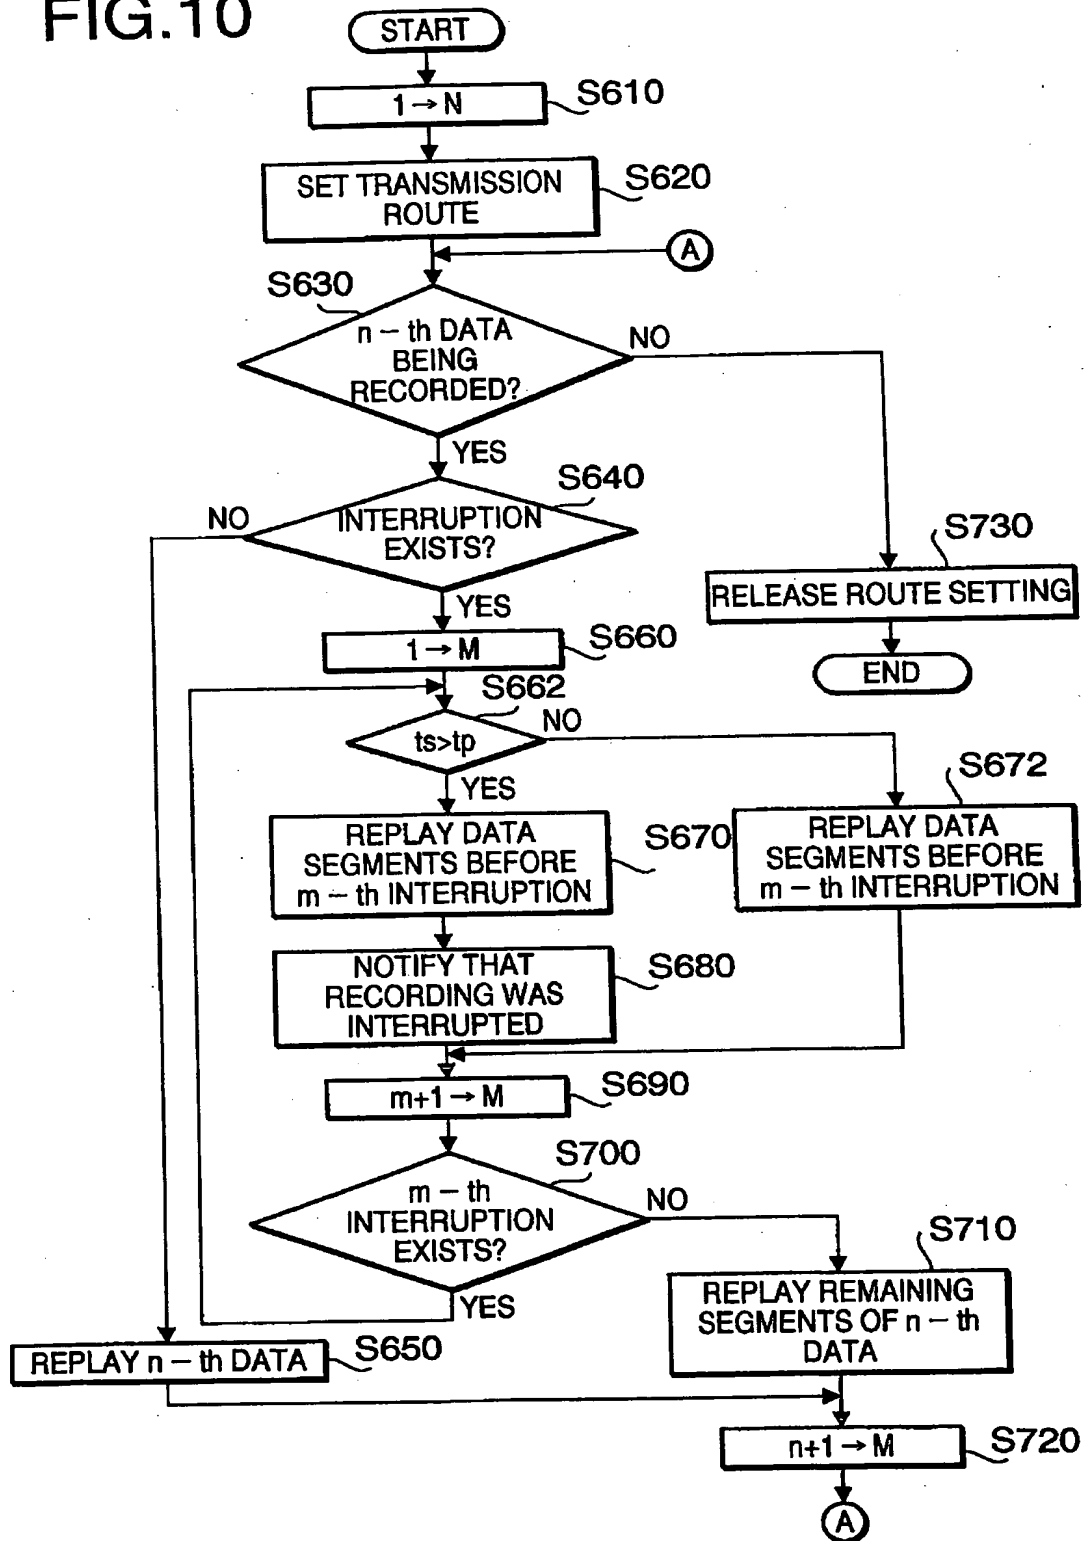 FIG.10
START
1→N
S610
SET TRANSMISSION
ROUTE
S620
A
S630
n-th DATA
BEING
RECORDED?
NO
YES
S640
INTERRUPTION
EXISTS?
NO
YES
S730
RELEASE ROUTE SETTING
END
1→M
S660
S662
ts>tp
NO
YES
S672
REPLAY DATA
SEGMENTS BEFORE
m-th INTERRUPTION
S670
REPLAY DATA
SEGMENTS BEFORE
m-th INTERRUPTION
NOTIFY THAT
RECORDING WAS
INTERRUPTED
S680
m+1→M
S690
S700
m-th
INTERRUPTION
EXISTS?
NO
YES
S710
REPLAY REMAINING
SEGMENTS OF n-th
DATA
REPLAY n-th DATA
S650
n+1→M
S720
A